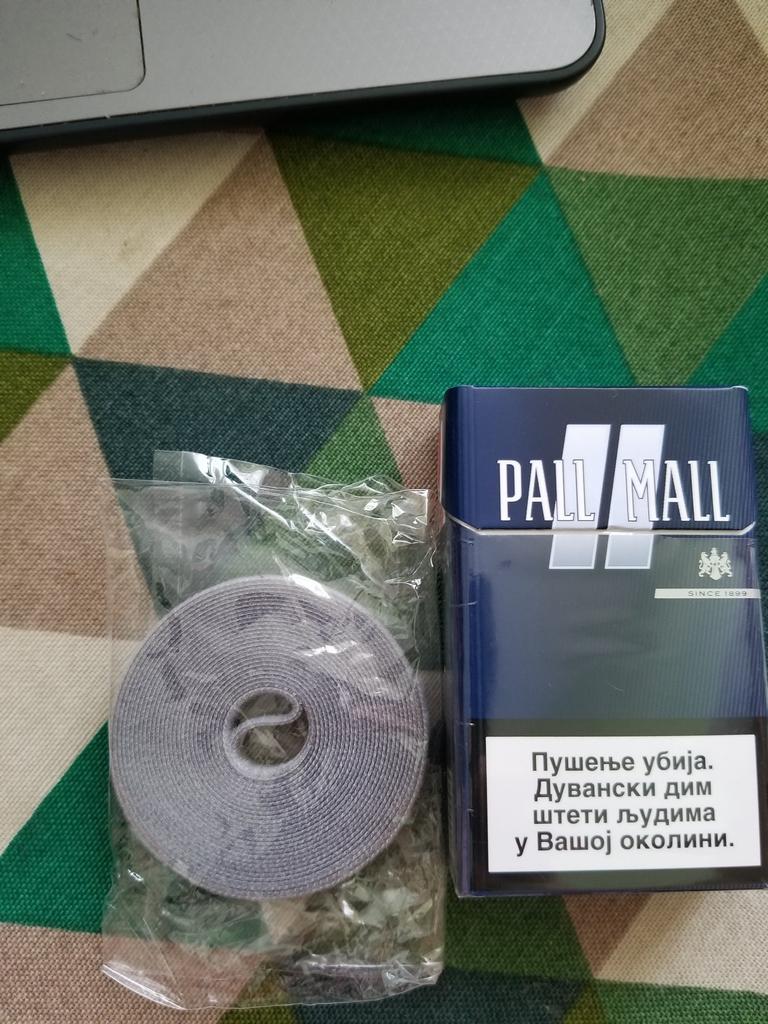 PALL MALL
SINCE 1899
Пушење убија.
Дувански дим
штети људима
у Вашој околини.